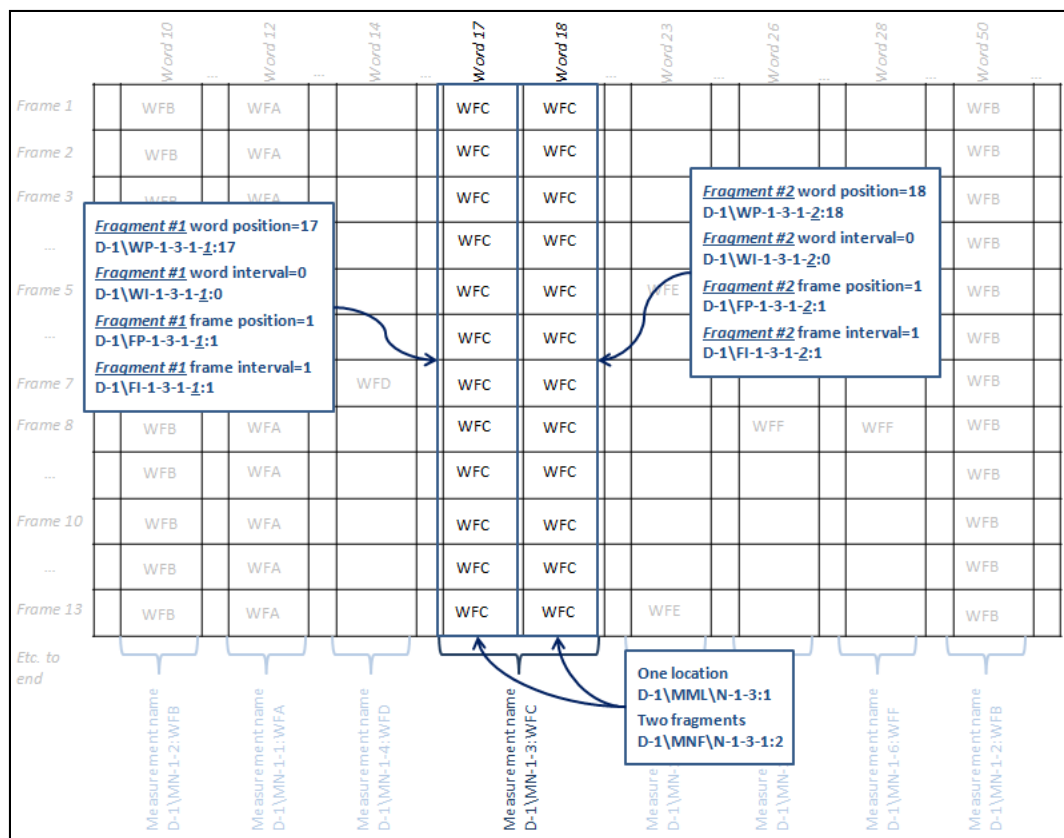 Word 10 ... Word 12 ... Word 14 ... Word 17 Word 18 ... Word 23 ... Word 26 ... Word 28 ... Word 50 ...
Frame 1 WFB WFA WFC WFC WFB
Frame 2 WFB WFA WFC WFC WFB
Frame 3 WFB WFA WFC WFC WFB
... WFC WFC WFB
Frame 5 WFC WFC WFE WFB
... WFC WFC WFB
Frame 7 WFD WFC WFC WFB
Frame 8 WFB WFA WFC WFC WFF WFF WFB
... WFB WFA WFC WFC WFB
Frame 10 WFB WFA WFC WFC WFB
... WFB WFA WFC WFC WFB
Frame 13 WFB WFA WFC WFC WFE WFB
Etc. to
end
Fragment #1 word position=17
D-1\WP-1-3-1-1:17
Fragment #1 word interval=0
D-1\WI-1-3-1-1:0
Fragment #1 frame position=1
D-1\FP-1-3-1-1:1
Fragment #1 frame interval=1
D-1\FI-1-3-1-1:1
Fragment #2 word position=18
D-1\WP-1-3-1-2:18
Fragment #2 word interval=0
D-1\WI-1-3-1-2:0
Fragment #2 frame position=1
D-1\FP-1-3-1-2:1
Fragment #2 frame interval=1
D-1\FI-1-3-1-2:1
One location
D-1\MML\N-1-3:1
Two fragments
D-1\MNF\N-1-3-1:2
Measurement name
D-1\MN-1-2:WFB
Measurement name
D-1\MN-1-1:WFA
Measurement name
D-1\MN-1-4:WFD
Measurement name
D-1\MN-1-3:WFC
Measurement
D-1\MN-
Measurement
D-1\MN-
Measurement name
D-1\MN-1-6:WFF
Measurement name
D-1\MN-1-2:WFB